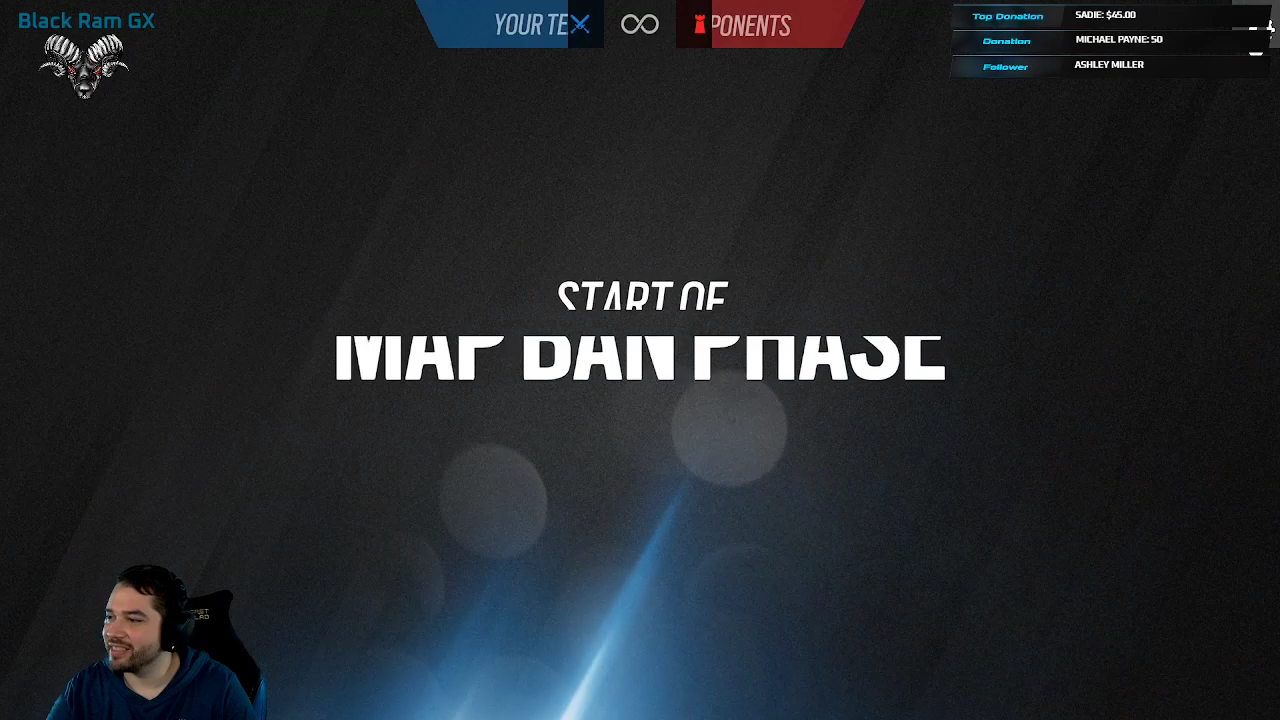 Black Ram GX
YOUR TE
PONENTS
Top Donation
SADIE: $45.00
Donation
MICHAEL PAYNE: 50
Follower
ASHLEY MILLER
START OF
MAP BAN PHASE